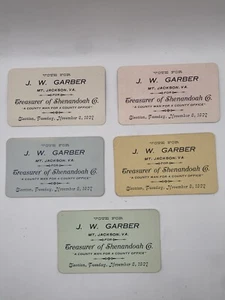 VOTE FOR
J. W. GARBER
MT. JACKSON, VA.
FOR
Treasurer of Shenandoah Co.
"A COUNTY MAN FOR A COUNTY OFFICE"
Election, Tuesday, November 8, 1927
VOTE FOR
J. W. GARBER
MT. JACKSON, VA.
FOR
Treasurer of Shenandoah Co.
"A COUNTY MAN FOR A COUNTY OFFICE"
Election, Tuesday, November 8, 1927
VOTE FOR
J. W. GARBER
MT. JACKSON, VA.
FOR
Treasurer of Shenandoah Co.
"A COUNTY MAN FOR A COUNTY OFFICE"
Election, Tuesday, November 8, 1927
VOTE FOR
J. W. GARBER
MT. JACKSON, VA.
FOR
Treasurer of Shenandoah Co.
"A COUNTY MAN FOR A COUNTY OFFICE"
Election, Tuesday, November 8, 1927
VOTE FOR
J. W. GARBER
MT. JACKSON, VA.
FOR
Treasurer of Shenandoah Co.
"A COUNTY MAN FOR A COUNTY OFFICE"
Election, Tuesday, November 8, 1927